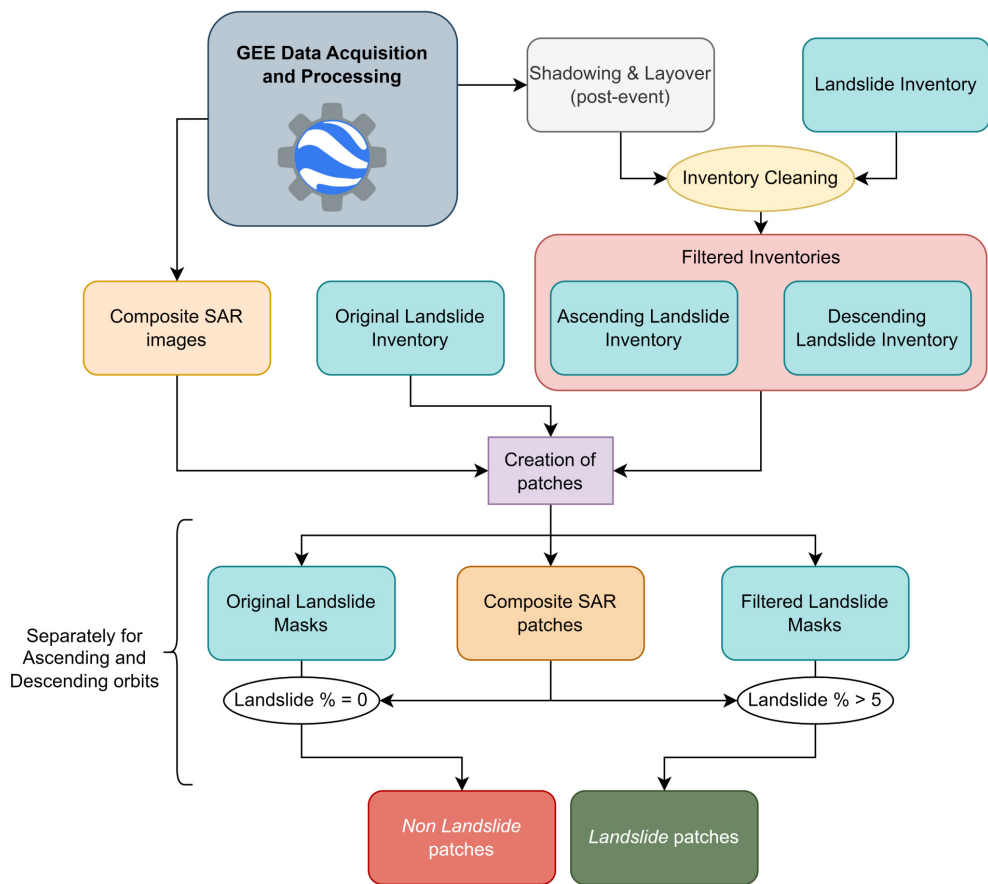 GEE Data Acquisition
and Processing
Shadowing & Layover
(post-event)
Landslide Inventory
Inventory Cleaning
Filtered Inventories
Composite SAR
images
Original Landslide
Inventory
Ascending Landslide
Inventory
Descending
Landslide Inventory
Creation of
patches
Separately for
Ascending and
Descending orbits
Original Landslide
Masks
Composite SAR
patches
Filtered Landslide
Masks
Landslide % = 0
Landslide % > 5
Non Landslide
patches
Landslide patches